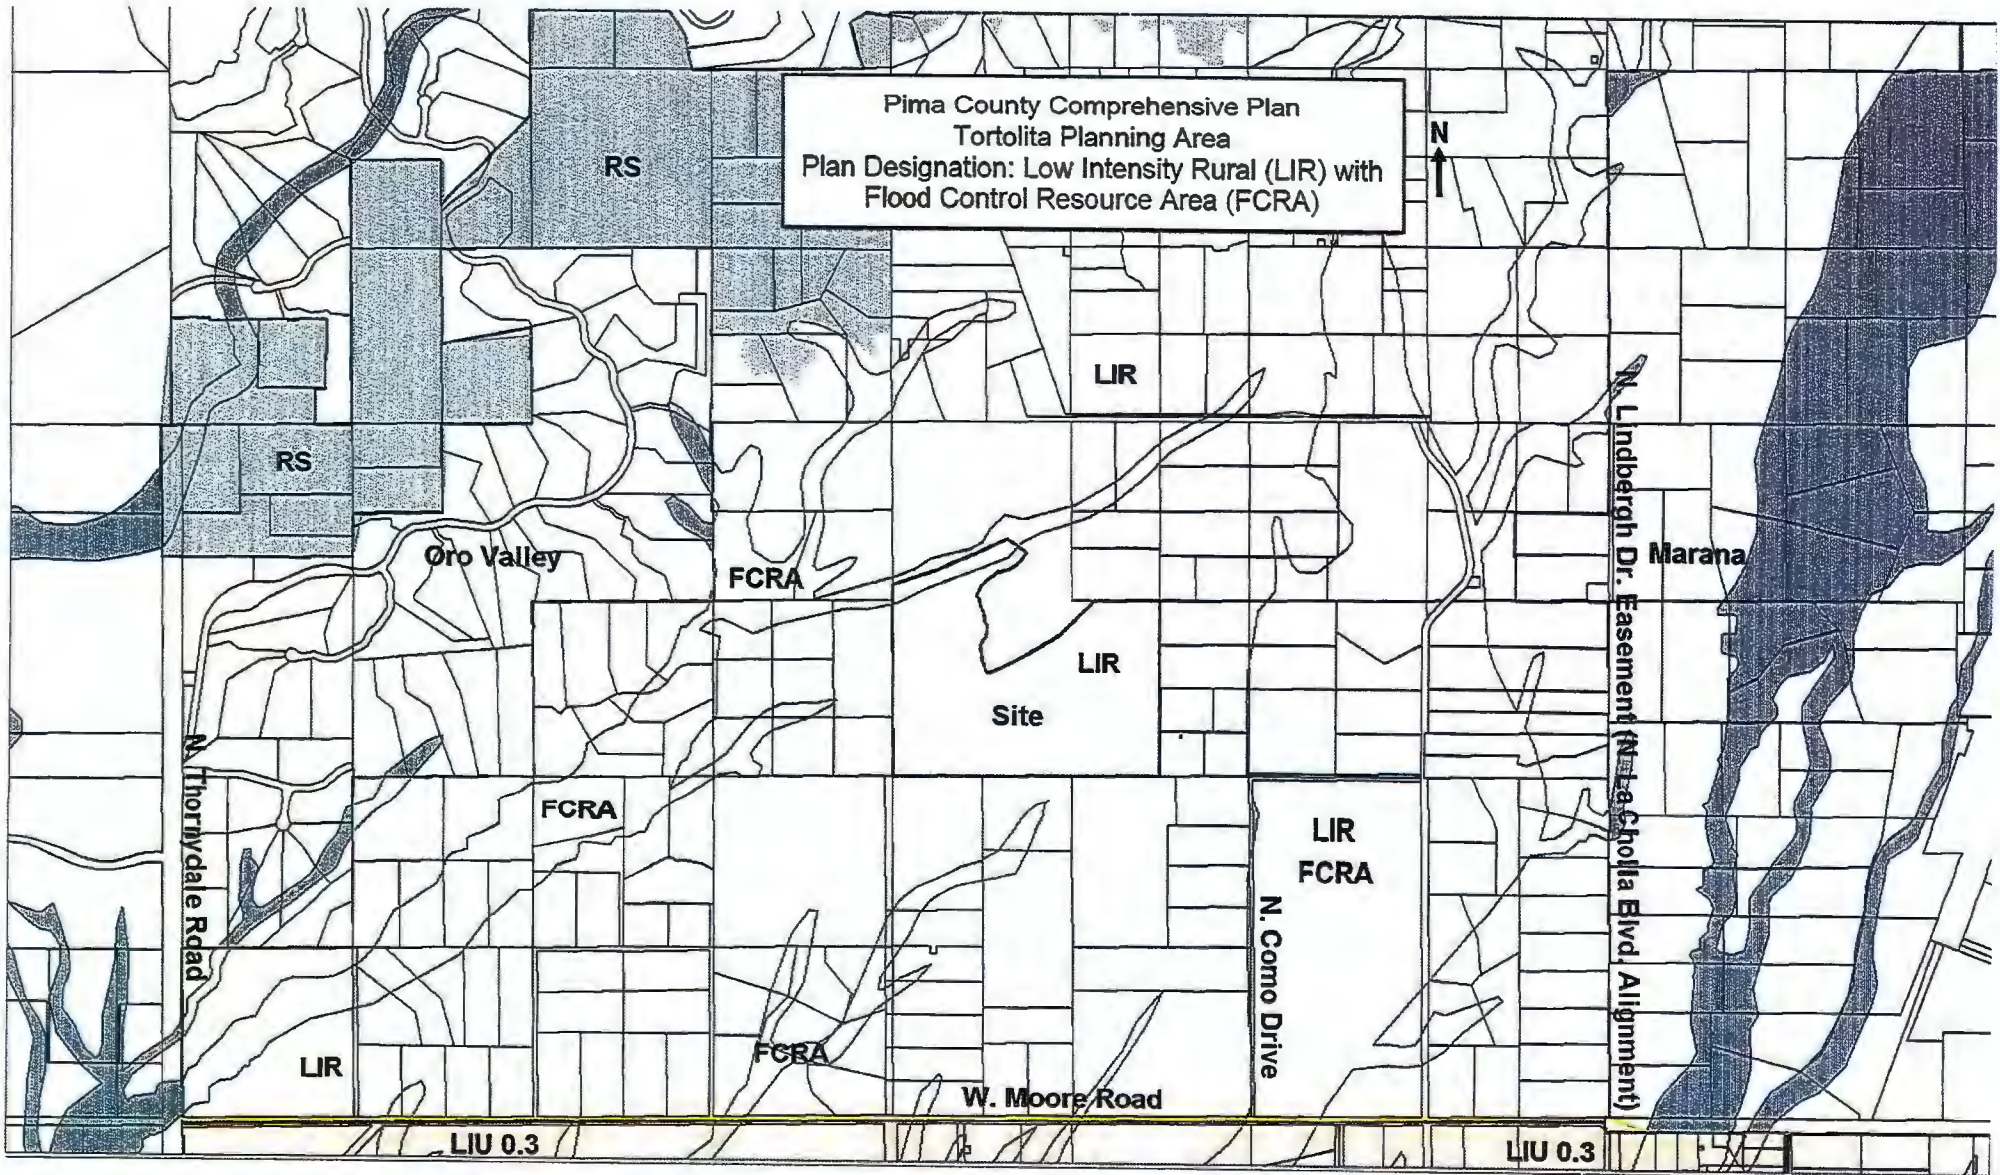 Pima County Comprehensive Plan
Tortolita Planning Area
Plan Designation: Low Intensity Rural (LIR) with
Flood Control Resource Area (FCRA)
N
RS
LIR
RS
Oro Valley
FCRA
Marana
LIR
Site
FCRA
LIR
FCRA
N. Thornydale Road
N. Lindbergh Dr. Easement (N. La Cholla Blvd. Alignment)
N. Como Drive
LIR
FCRA
W. Moore Road
LIU 0.3
LIU 0.3